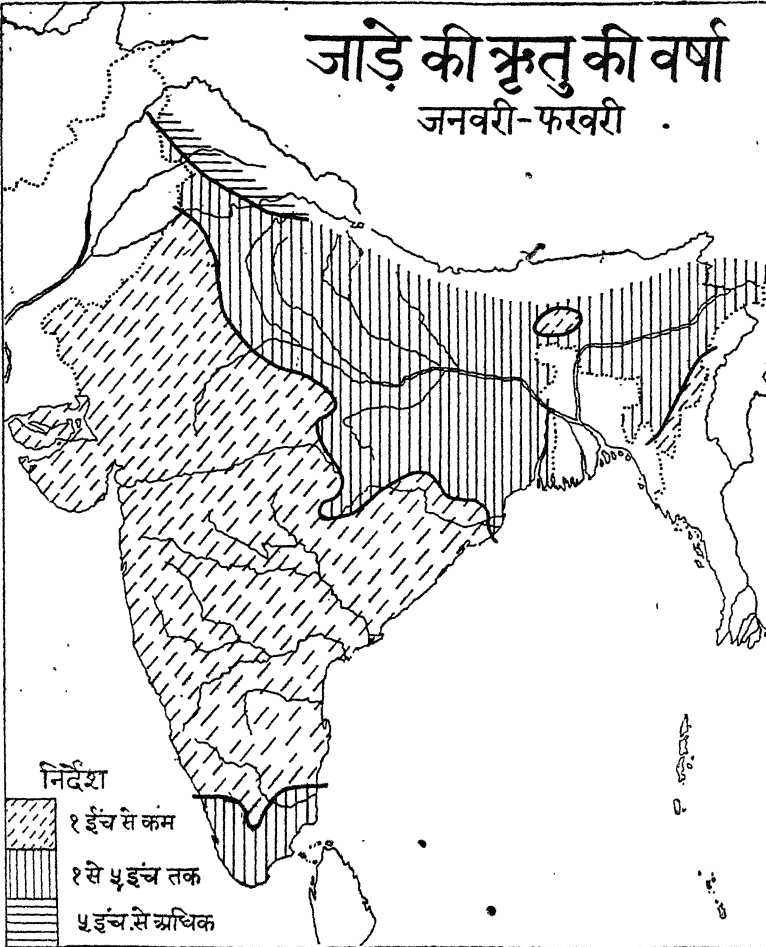 जाड़े की ऋतु की वर्षा
जनवरी-फरवरी
निर्देश
१ ईंच से कम
१ से ५ इंच तक
५ इंच से अधिक